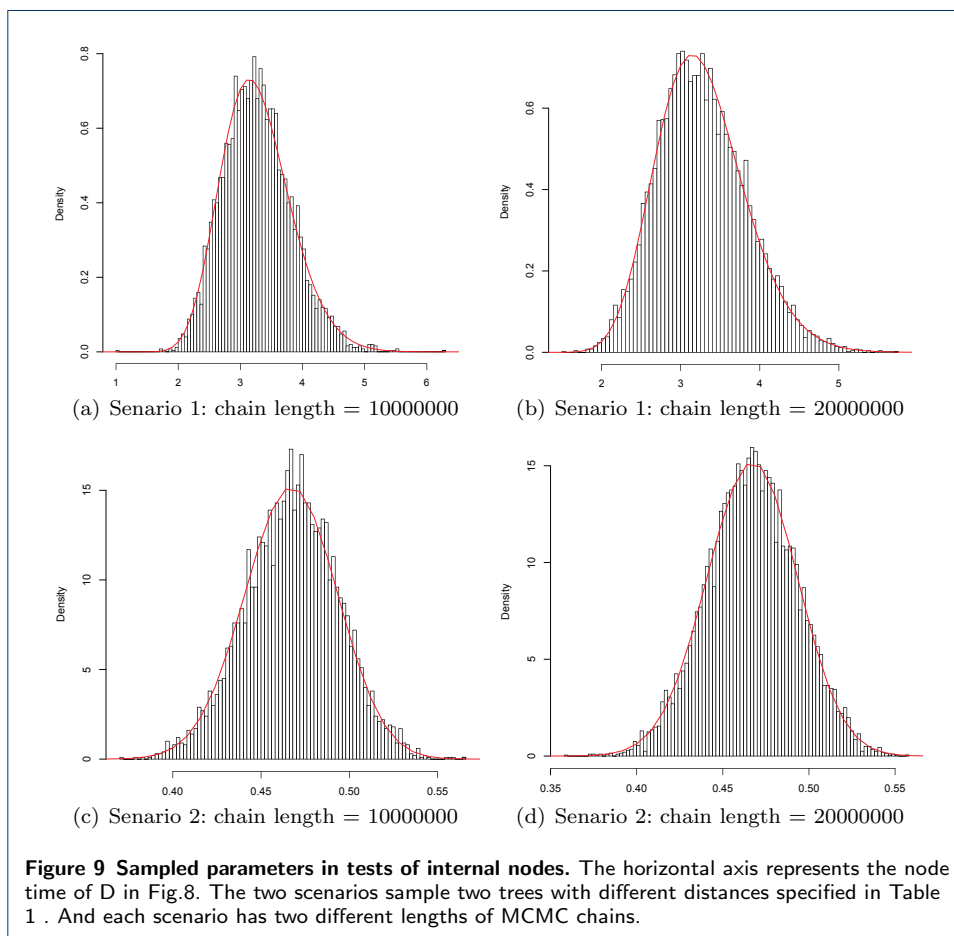 0.8
0.6
0.4
0.2
0.0
Density
1 2 3 4 5 6
(a) Senario 1: chain length = 10000000
0.6
0.4
0.2
0.0
Density
2 3 4 5
(b) Senario 1: chain length = 20000000
15
10
5
0
Density
0.40 0.45 0.50 0.55
(c) Senario 2: chain length = 10000000
15
10
5
0
Density
0.35 0.40 0.45 0.50 0.55
(d) Senario 2: chain length = 20000000
Figure 9 Sampled parameters in tests of internal nodes. The horizontal axis represents the node
time of D in Fig.8. The two scenarios sample two trees with different distances specified in Table
1 . And each scenario has two different lengths of MCMC chains.